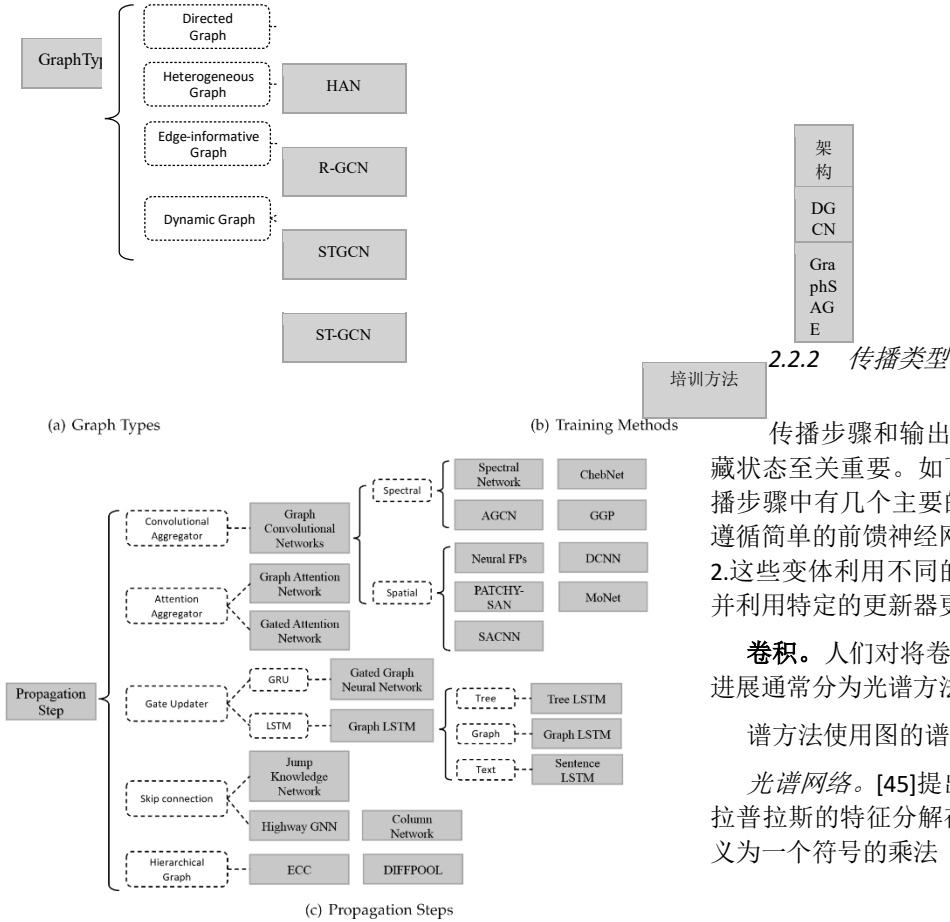 GraphTy
Directed
Graph
Heterogeneous
Graph
Edge-informative
Graph
Dynamic Graph
HAN
R-GCN
STGCN
ST-GCN
(a) Graph Types
架
构
DG
CN
Gra
phS
AG
E
培训方法
(b) Training Methods
Propagation
Step
Convolutional
Aggregator
Attention
Aggregator
Gate Updater
Skip connection
Hierarchical
Graph
Graph
Convolutional
Networks
Graph Attention
Network
Gated Attention
Network
GRU
LSTM
Gated Graph
Neural Network
Graph LSTM
Jump
Knowledge
Network
Highway GNN
Column
Network
ECC
DIFFPOOL
Spectral
Spatial
Spectral
Network
ChebNet
AGCN
GGP
Neural FPs
DCNN
PATCHY-
SAN
MoNet
SACNN
Tree
Tree LSTM
Graph
Graph LSTM
Text
Sentence
LSTM
(c) Propagation Steps
2.2.2 传播类型
传播步骤和输出
藏状态至关重要。如
播步骤中有几个主要的
遵循简单的前馈神经网
2.这些变体利用不同的
并利用特定的更新器更
卷积。人们对将卷
进展通常分为光谱方法
谱方法使用图的谱
光谱网络。[45]提出
拉普拉斯的特征分解在
义为一个符号的乘法